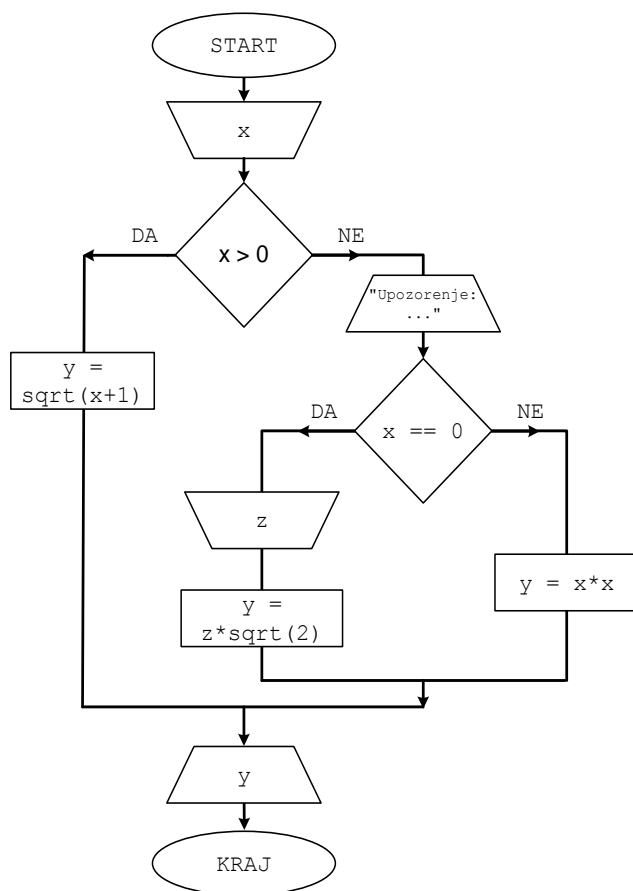 START
x
DA
x > 0
NE
"Upozorenje:
..."
y =
sqrt(x+1)
DA
x == 0
NE
z
y =
z*sqrt(2)
y = x*x
y
KRAJ